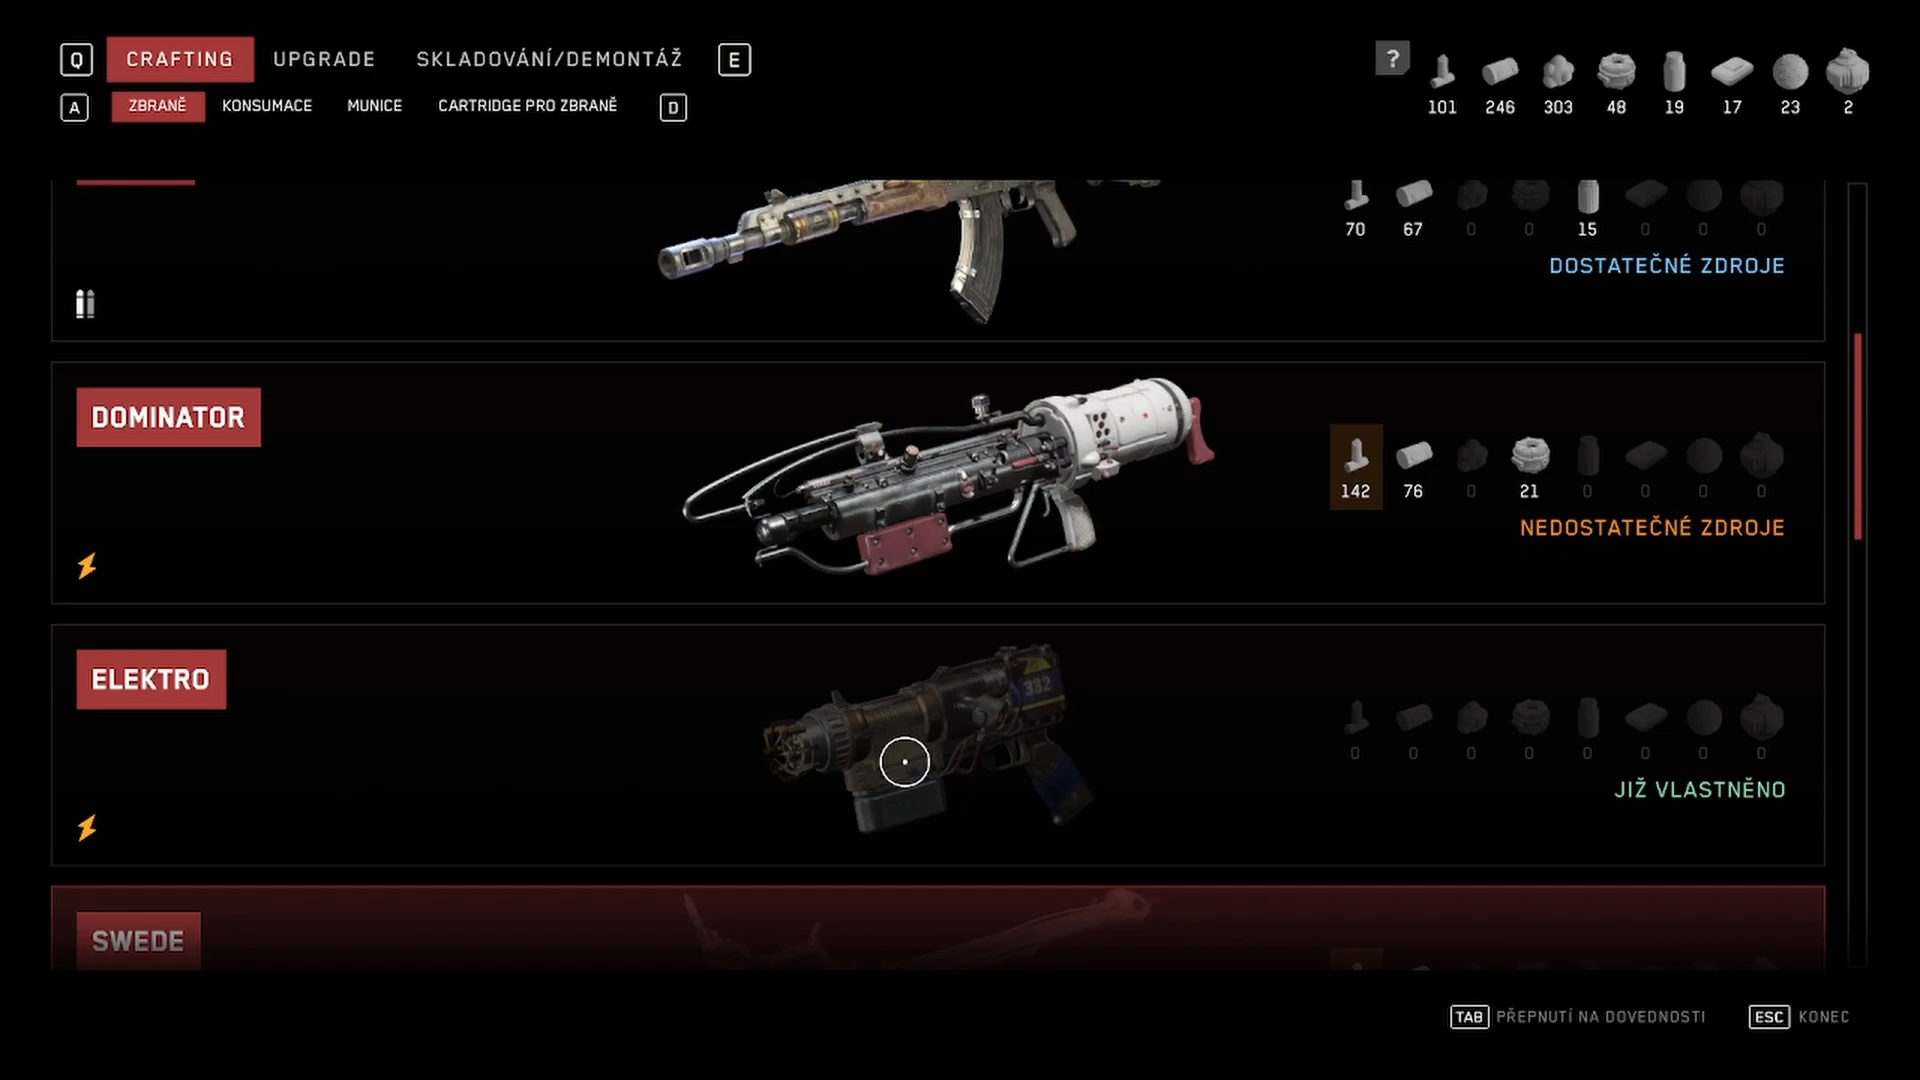 Q CRAFTING UPGRADE SKLADOVÁNÍ/DEMONTÁŽ E
A ZBRANĚ KONSUMACE MUNICE CARTRIDGE PRO ZBRANĚ D
?
101 246 303 48 19 17 23 2
70 67 0 0 15 0 0 0
DOSTATEČNÉ ZDROJE
DOMINATOR
142 76 0 21 0 0 0 0
NEDOSTATEČNÉ ZDROJE
ELEKTRO
332
0 0 0 0 0 0 0 0
JIŽ VLASTNĚNO
SWEDE
TAB PŘEPNUTÍ NA DOVEDNOSTI ESC KONEC